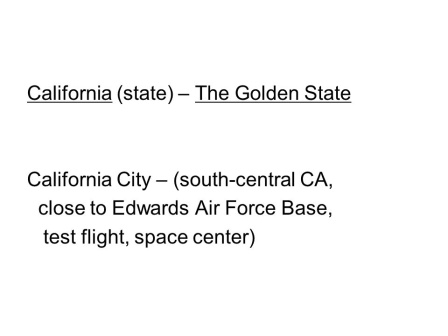 California (state) – The Golden State
California City – (south-central CA,
close to Edwards Air Force Base,
test flight, space center)